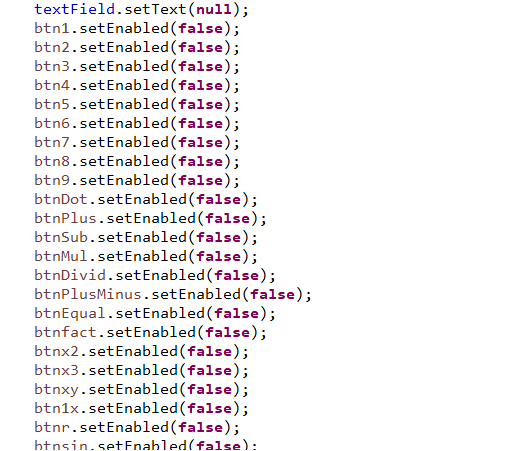 textField.setText(null);
btn1.setEnabled(false);
btn2.setEnabled(false);
btn3.setEnabled(false);
btn4.setEnabled(false);
btn5.setEnabled(false);
btn6.setEnabled(false);
btn7.setEnabled(false);
btn8.setEnabled(false);
btn9.setEnabled(false);
btnDot.setEnabled(false);
btnPlus.setEnabled(false);
btnSub.setEnabled(false);
btnMul.setEnabled(false);
btnDivid.setEnabled(false);
btnPlusMinus.setEnabled(false);
btnEqual.setEnabled(false);
btnfact.setEnabled(false);
btnx2.setEnabled(false);
btnx3.setEnabled(false);
btnxy.setEnabled(false);
btn1x.setEnabled(false);
btnr.setEnabled(false);
btnsin.setEnabled(false);